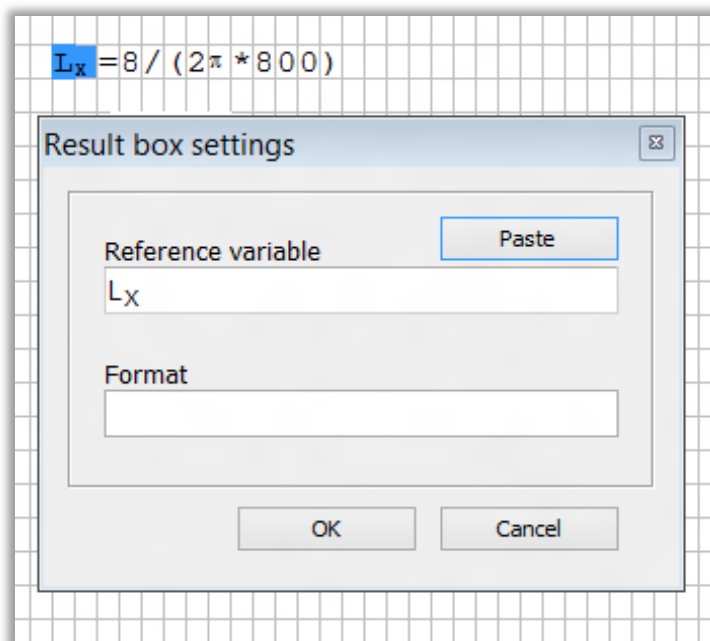 Lx=8/(2π*800)
Result box settings
Paste
Reference variable
LX
Format
OK Cancel